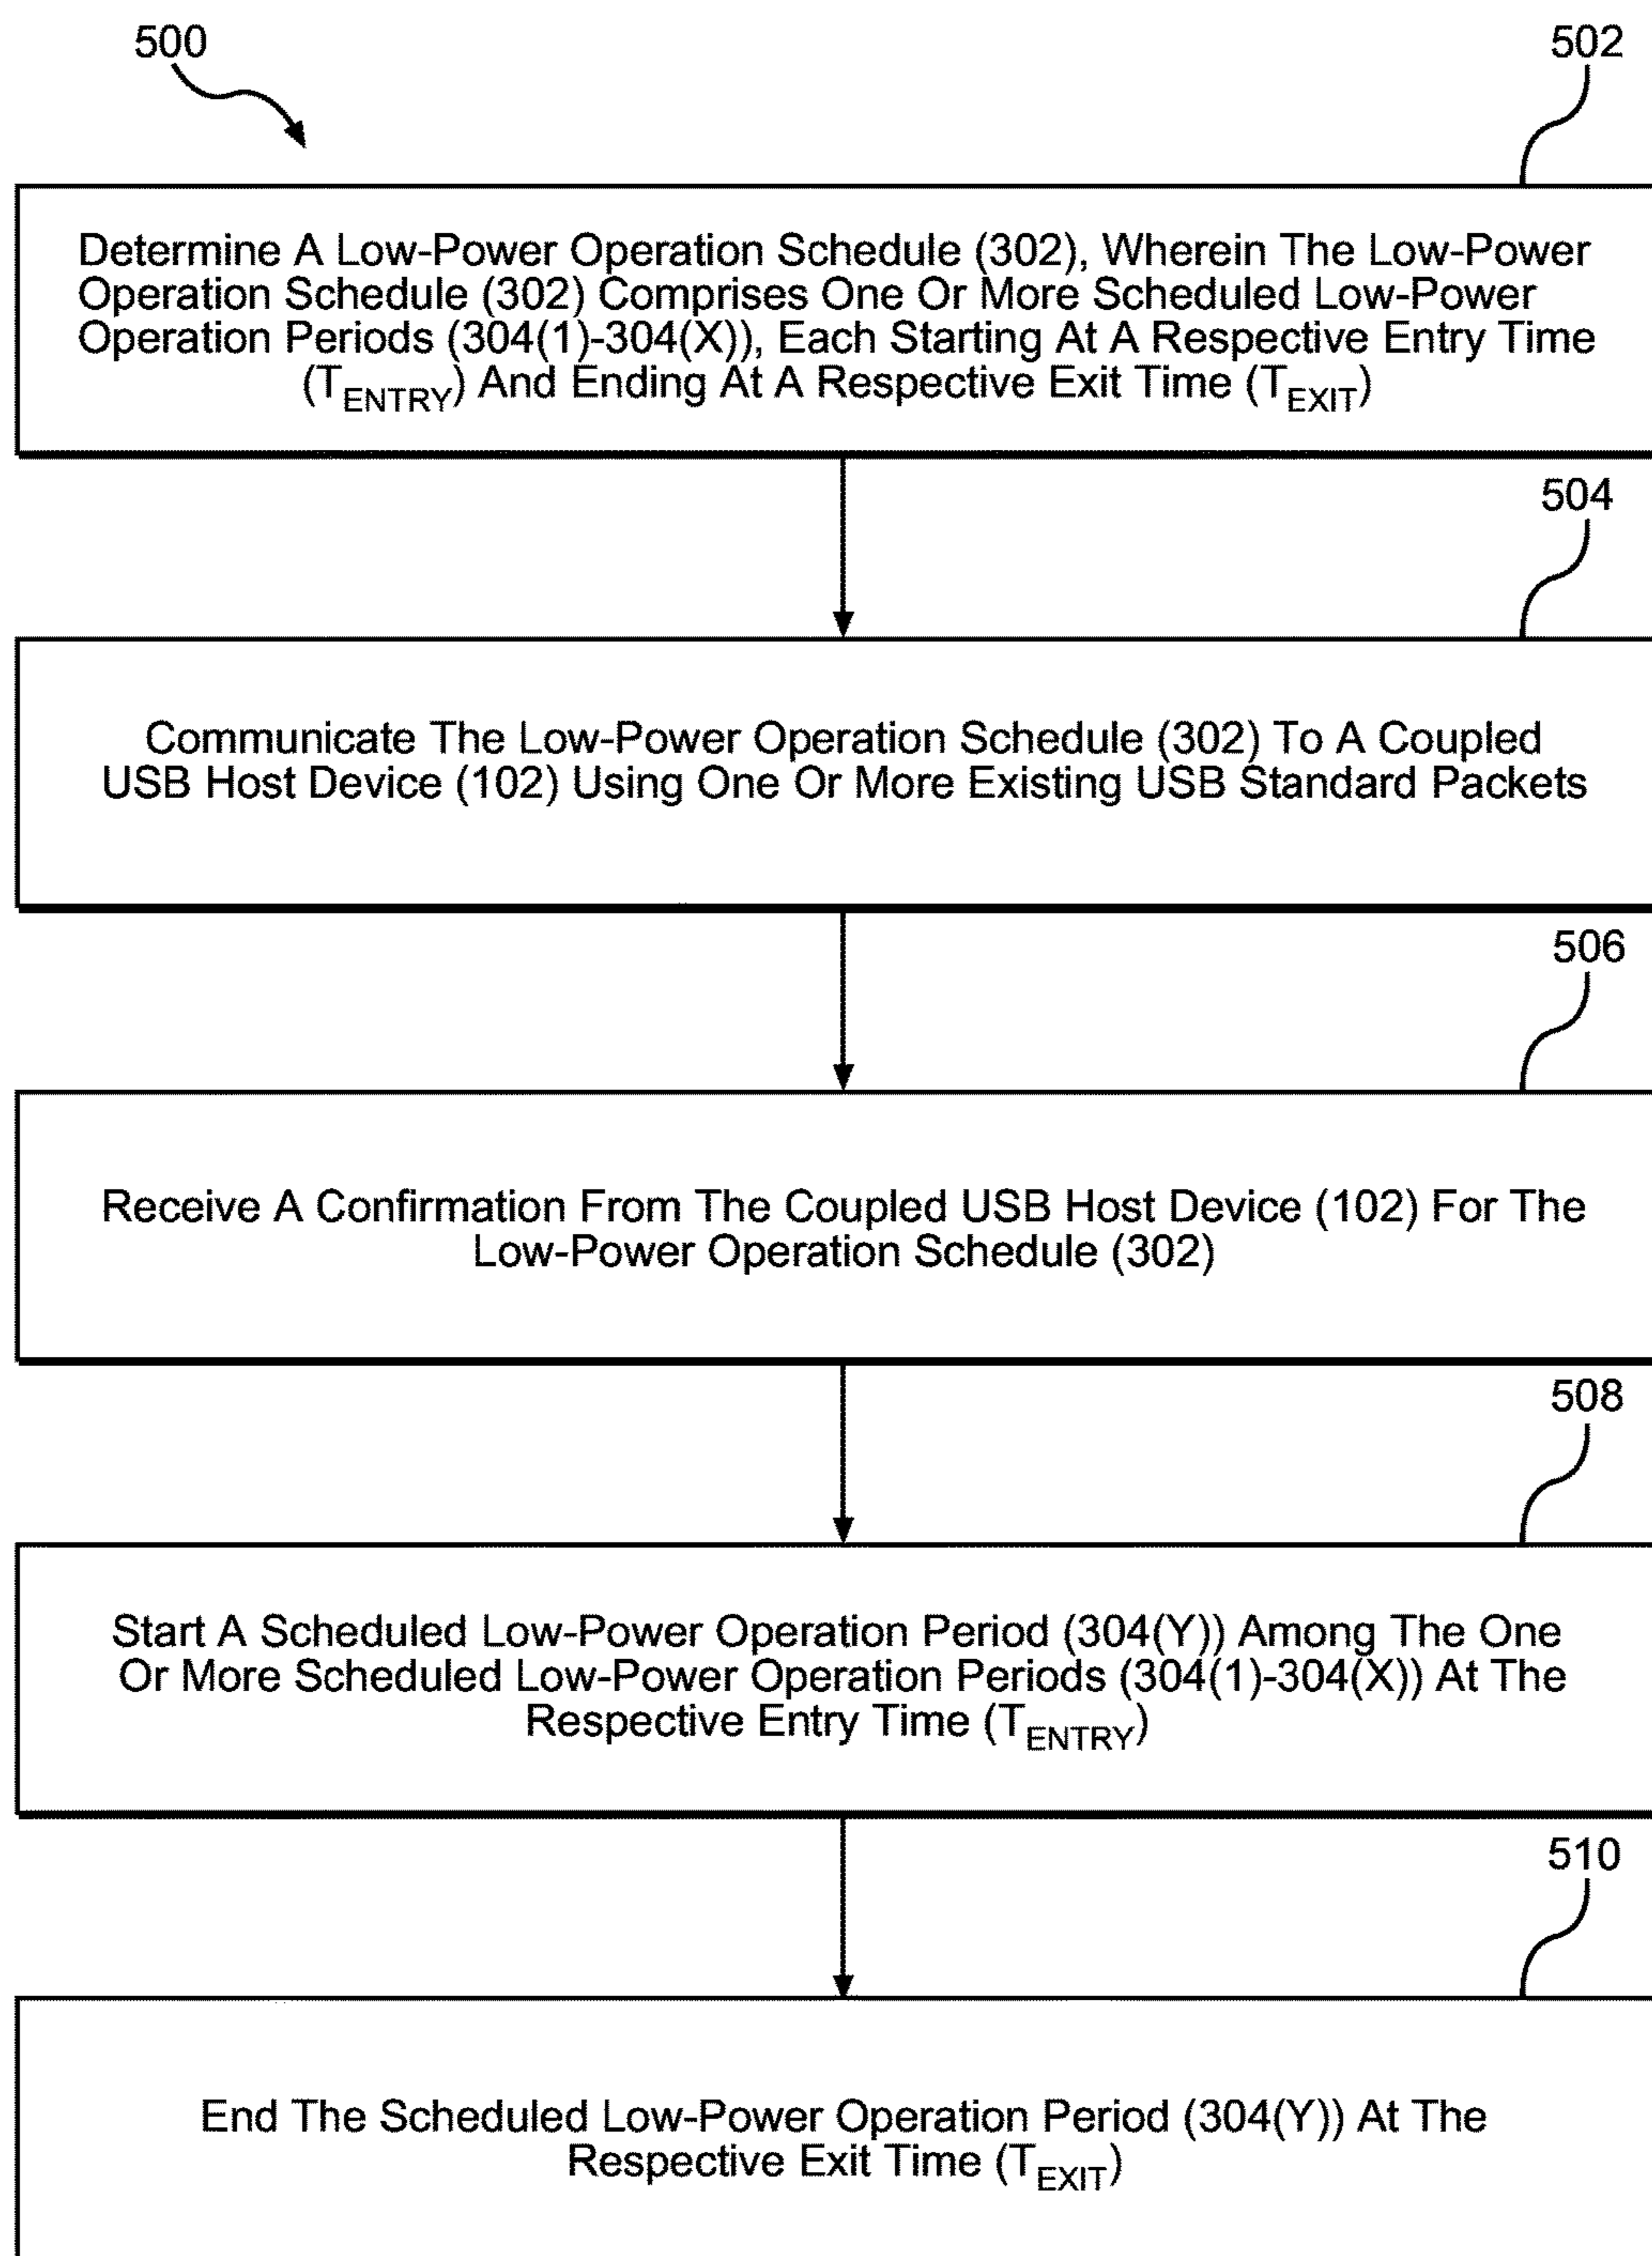 500
502
Determine A Low-Power Operation Schedule (302), Wherein The Low-Power
Operation Schedule (302) Comprises One Or More Scheduled Low-Power
Operation Periods (304(1)-304(X)), Each Starting At A Respective Entry Time
(TENTRY) And Ending At A Respective Exit Time (TEXIT)
504
Communicate The Low-Power Operation Schedule (302) To A Coupled
USB Host Device (102) Using One Or More Existing USB Standard Packets
506
Receive A Confirmation From The Coupled USB Host Device (102) For The
Low-Power Operation Schedule (302)
508
Start A Scheduled Low-Power Operation Period (304(Y)) Among The One
Or More Scheduled Low-Power Operation Periods (304(1)-304(X)) At The
Respective Entry Time (TENTRY)
510
End The Scheduled Low-Power Operation Period (304(Y)) At The
Respective Exit Time (TEXIT)